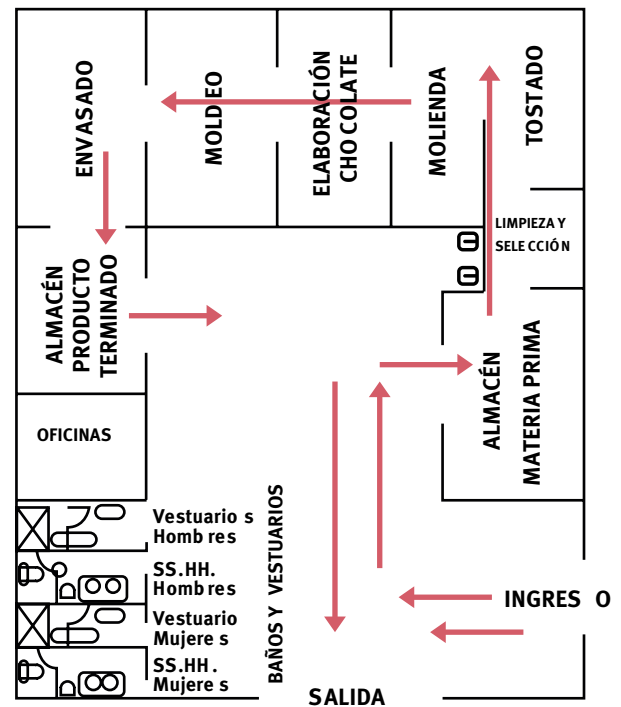 ENVASADO
MOLDEO
ELABORACIÓN
CHOCOLATE
MOLIENDA
TOSTADO
LIMPIEZA Y
SELECCIÓN
ALMACÉN
PRODUCTO
TERMINADO
ALMACÉN
MATERIA PRIMA
OFICINAS
BAÑOS Y VESTUARIOS
Vestuarios
Hombres
SS.HH.
Hombres
Vestuario
Mujeres
SS.HH.
Mujeres
INGRESO
SALIDA